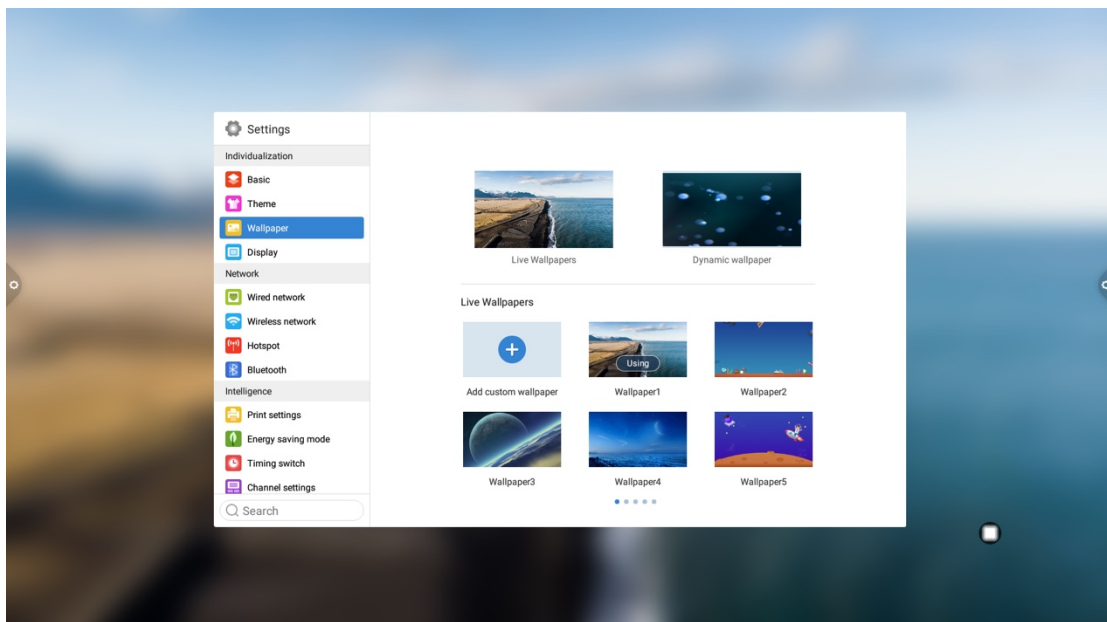 Settings
Individualization
Basic
Theme
Wallpaper
Display
Network
Wired network
Wireless network
Hotspot
Bluetooth
Intelligence
Print settings
Energy saving mode
Timing switch
Channel settings
Search
Live Wallpapers
Dynamic wallpaper
Live Wallpapers
Using
Add custom wallpaper
Wallpaper1
Wallpaper2
Wallpaper3
Wallpaper4
Wallpaper5